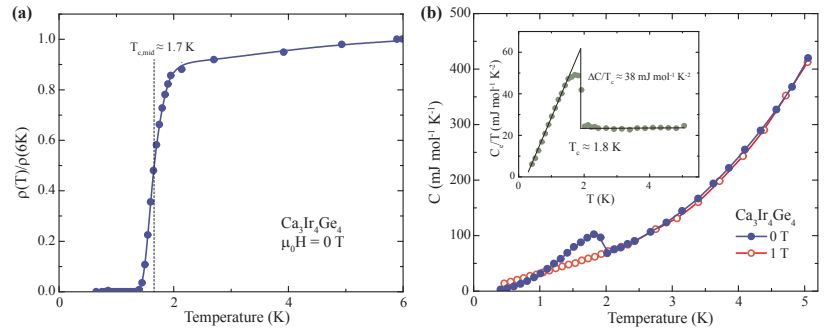 (a)
T_c,mid ≈ 1.7 K
1.0
0.8
0.6
0.4
0.2
0.0
ρ(T)/ρ(6K)
Ca₃Ir₄Ge₄
μ₀H = 0 T
0
2
4
6
Temperature (K)
(b)
500
400
300
200
100
0
C (mJ mol⁻¹ K⁻¹)
60
40
20
0
Cₑ/T (mJ mol⁻¹ K⁻²)
ΔC/T_c ≈ 38 mJ mol⁻¹ K⁻²
T_c ≈ 1.8 K
0
2
4
T (K)
Ca₃Ir₄Ge₄
0 T
1 T
0
1
2
3
4
5
Temperature (K)